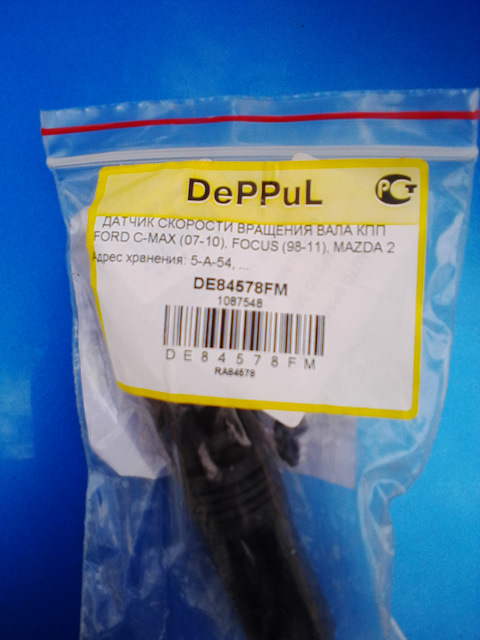 DePPuL
РСТ
ДАТЧИК СКОРОСТИ ВРАЩЕНИЯ ВАЛА КПП
FORD C-MAX (07-10), FOCUS (98-11), MAZDA 2
Адрес хранения: 5-А-54, ...
DE84578FM
1087548
DE84578FM
RA84578